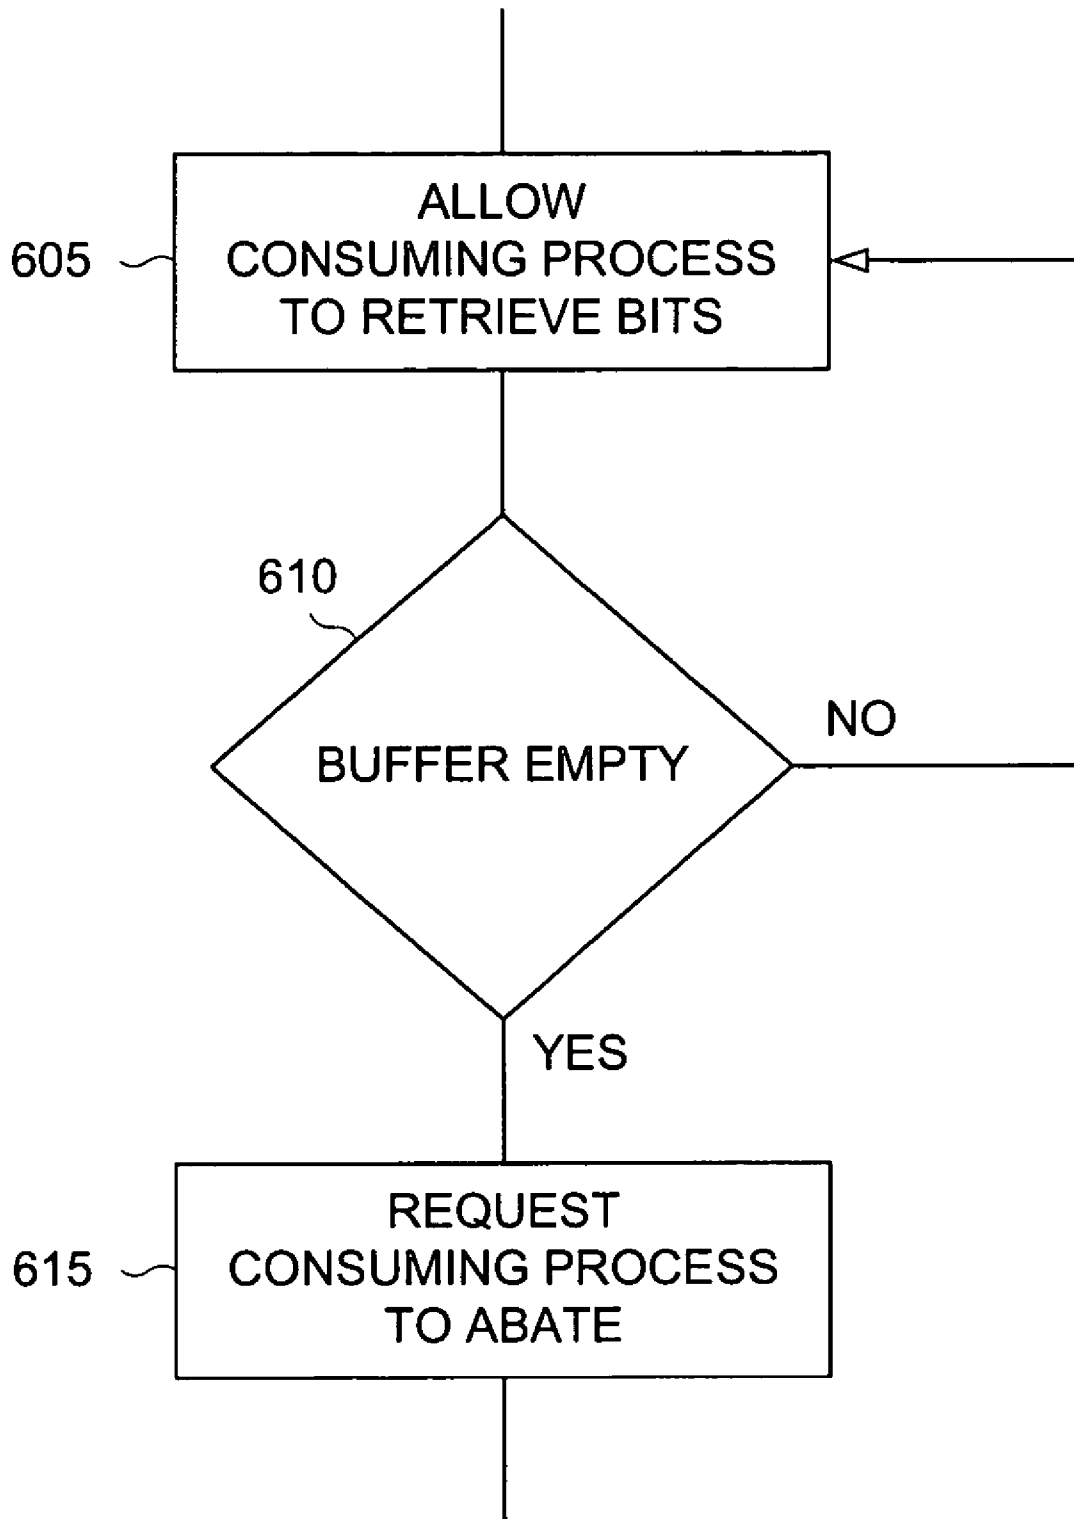 ALLOW
605 CONSUMING PROCESS
TO RETRIEVE BITS
610
BUFFER EMPTY
NO
YES
REQUEST
615 CONSUMING PROCESS
TO ABATE